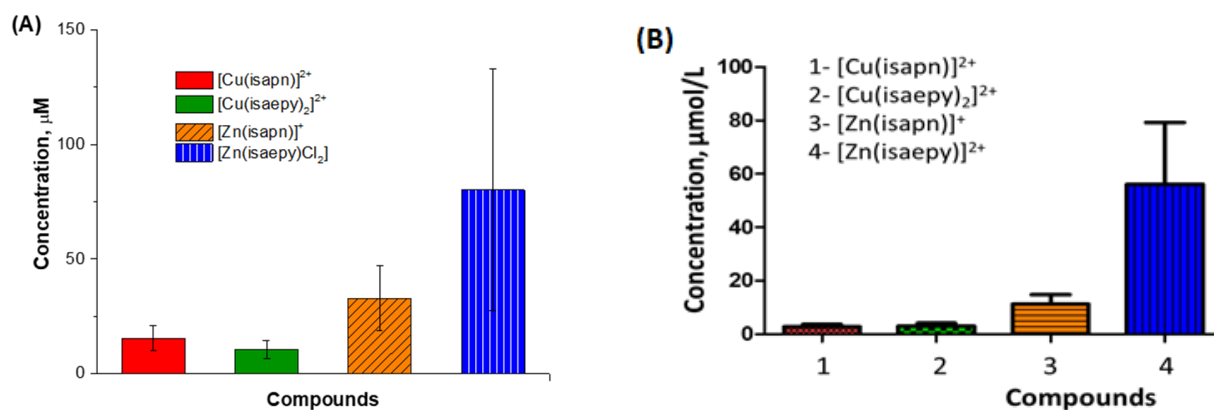 (A)
150
100
50
0
Concentration, µM
[Cu(isapn)]²⁺
[Cu(isaepy)₂]²⁺
[Zn(isapn)]⁺
[Zn(isaepy)Cl₂]
Compounds
(B)
100
80
60
40
20
0
Concentration, µmol/L
1- [Cu(isapn)]²⁺
2- [Cu(isaepy)₂]²⁺
3- [Zn(isapn)]⁺
4- [Zn(isaepy)]²⁺
1 2 3 4
Compounds